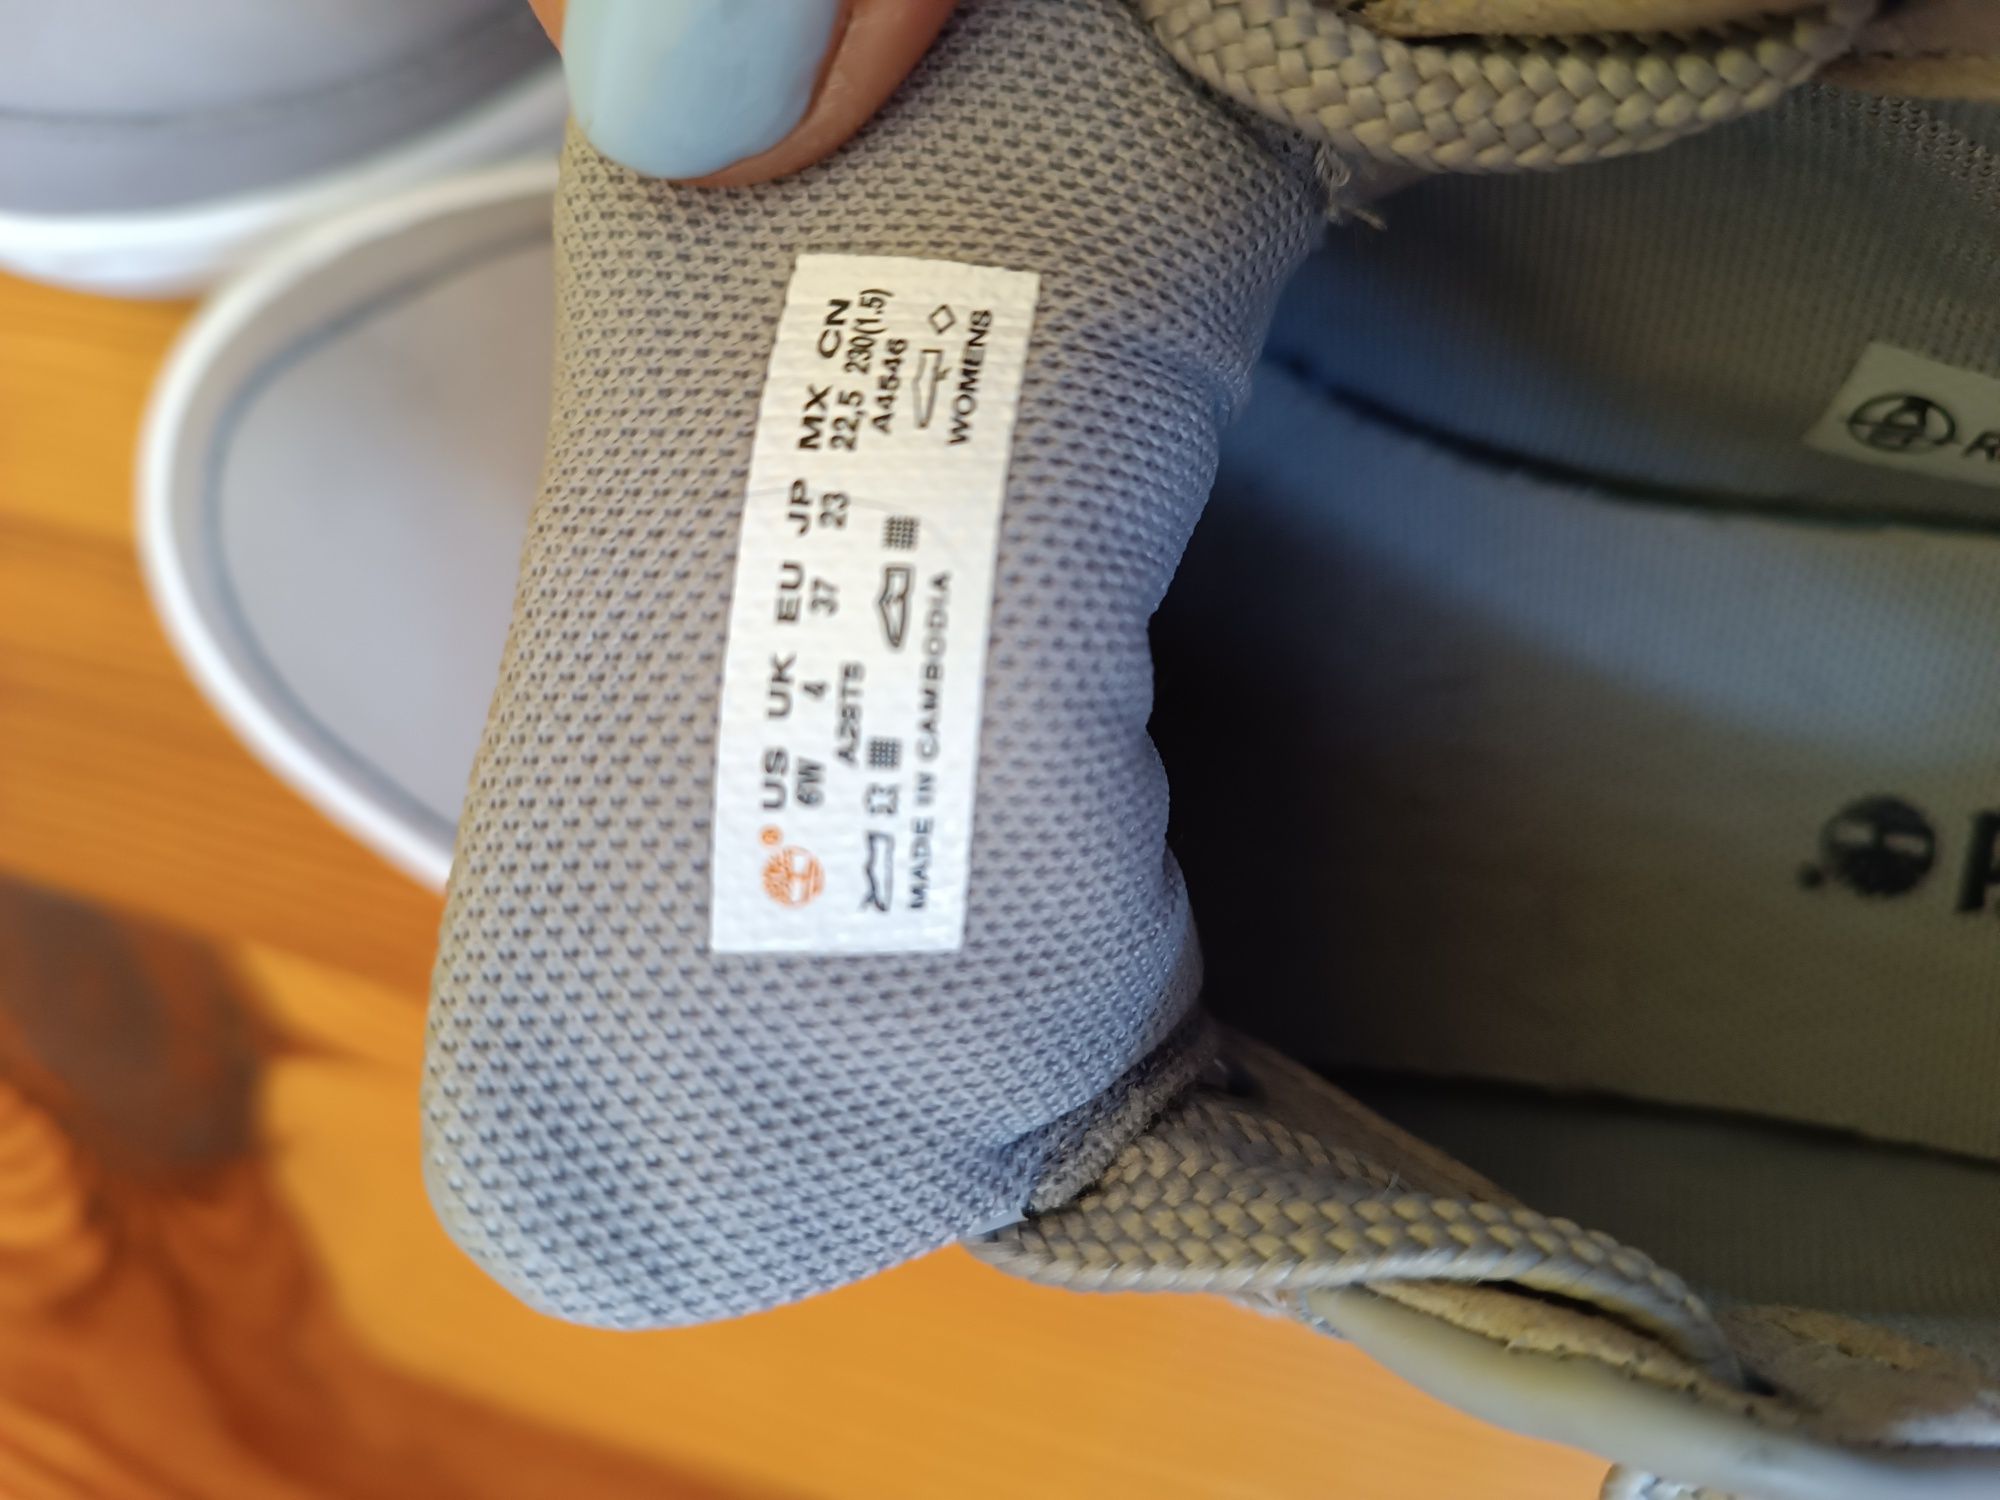 US UK EU JP MX CN
6W 4 37 23 22,5 230(1.5)
A2STS A4546
MADE IN CAMBODIA WOMENS